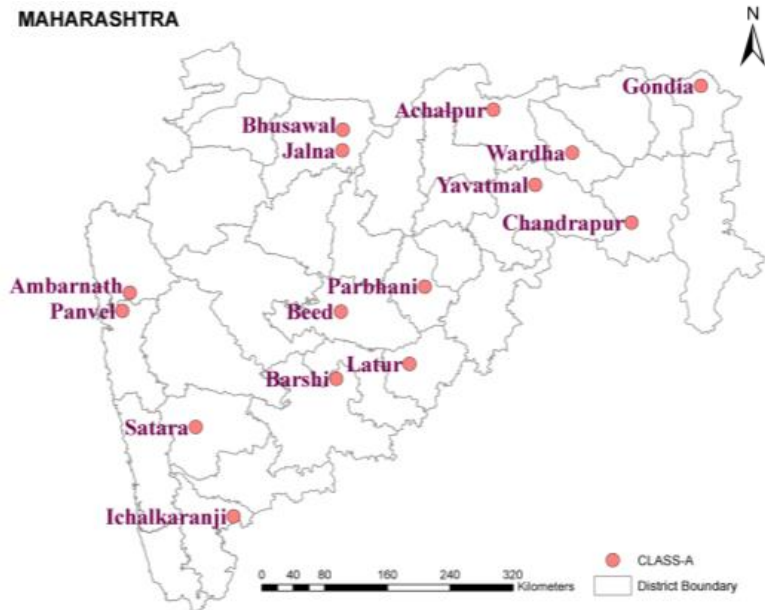 MAHARASHTRA
N
Gondia
Achalpur
Bhusawal
Jalna
Wardha
Yavatmal
Chandrapur
Ambarnath
Parbhani
Panvel
Beed
Latur
Barshi
Satara
Ichalkaranji
CLASS-A
0 20 40 80 160 240 320
Kilometers
District Boundary